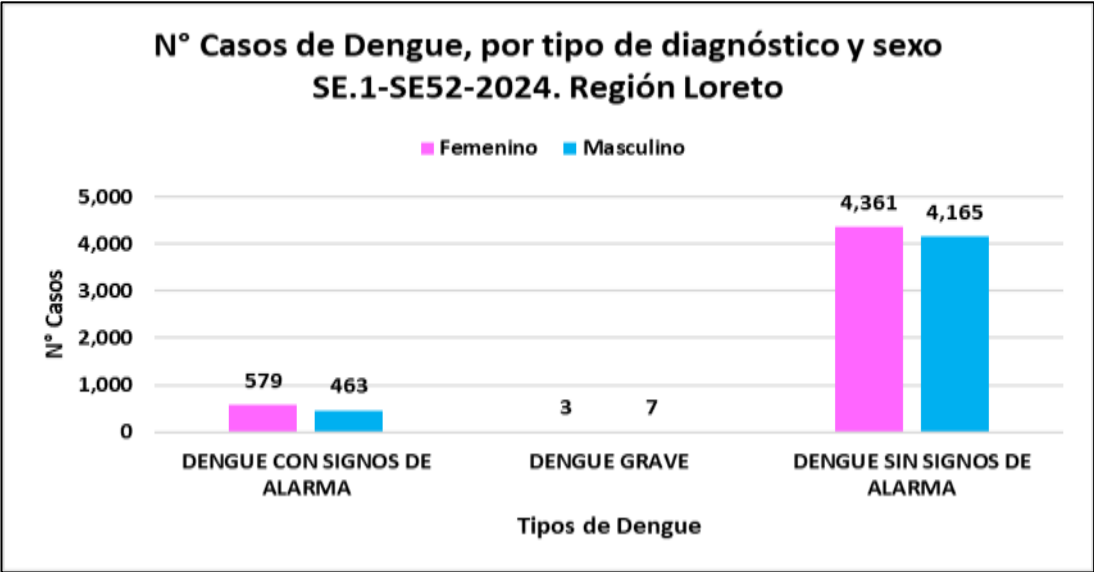 N° Casos de Dengue, por tipo de diagnóstico y sexo
SE.1-SE52-2024. Región Loreto
Femenino Masculino
N° Casos
5,000
4,000
3,000
2,000
1,000
0
579 463
3 7
4,361 4,165
DENGUE CON SIGNOS DE
ALARMA
DENGUE GRAVE
DENGUE SIN SIGNOS DE
ALARMA
Tipos de Dengue